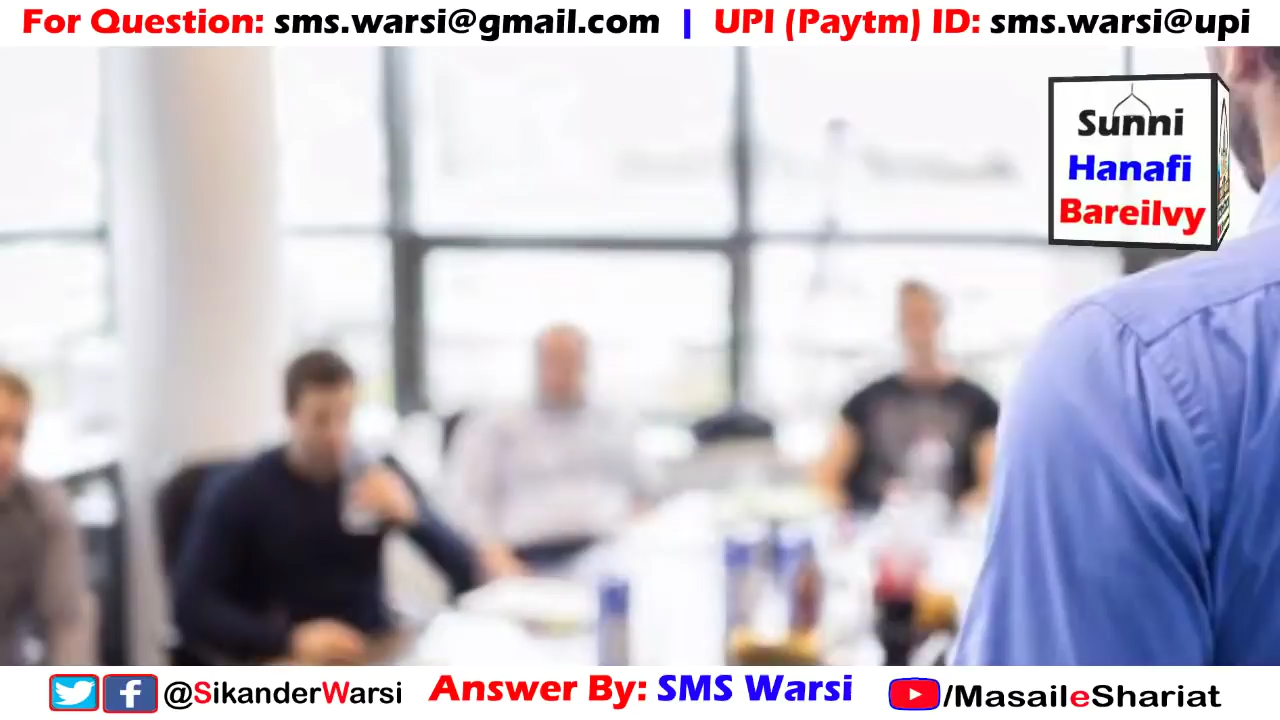 For Question: sms.warsi@gmail.com | UPI (Paytm) ID: sms.warsi@upi
Sunni
Hanafi
Bareilvy
@SikanderWarsi Answer By: SMS Warsi /MasaileShariat